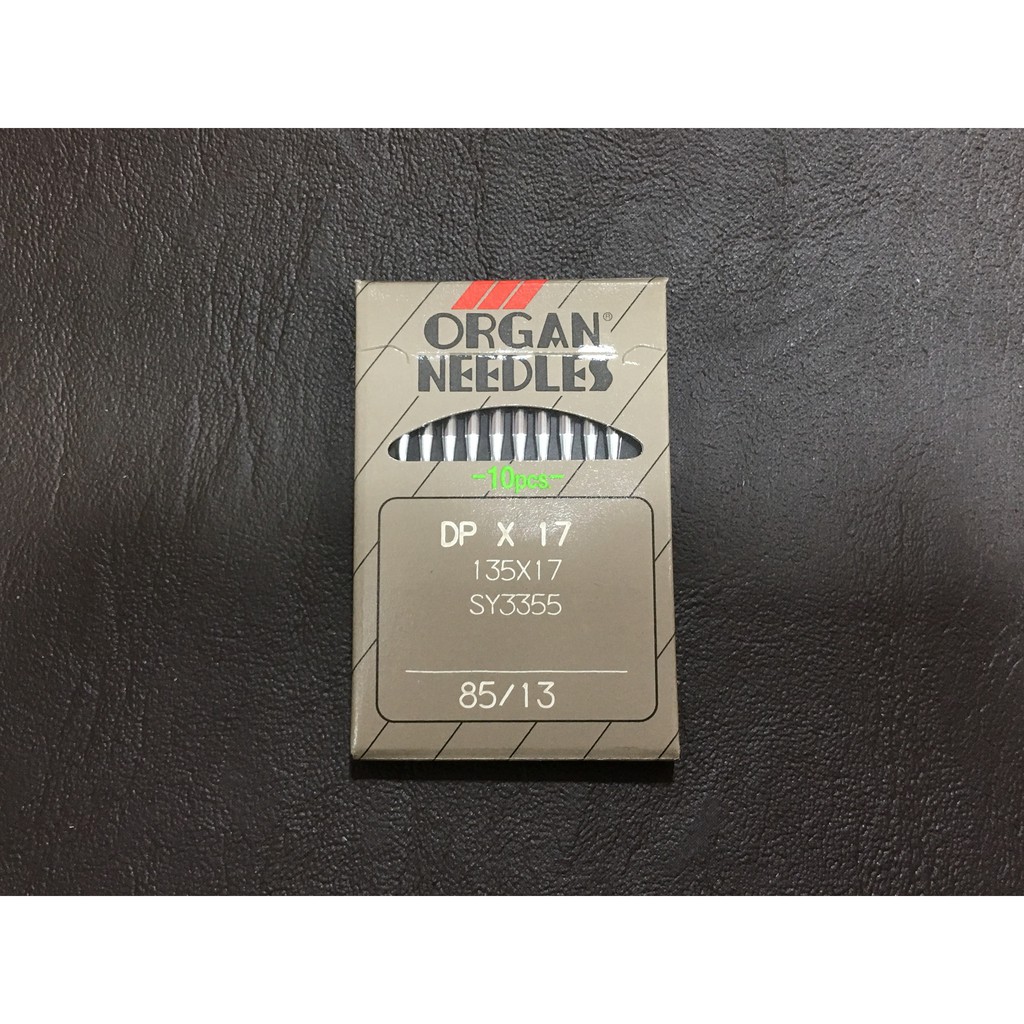 ORGAN®
NEEDLES
-10pcs-
DP X 17
135X17
SY3355
85/13